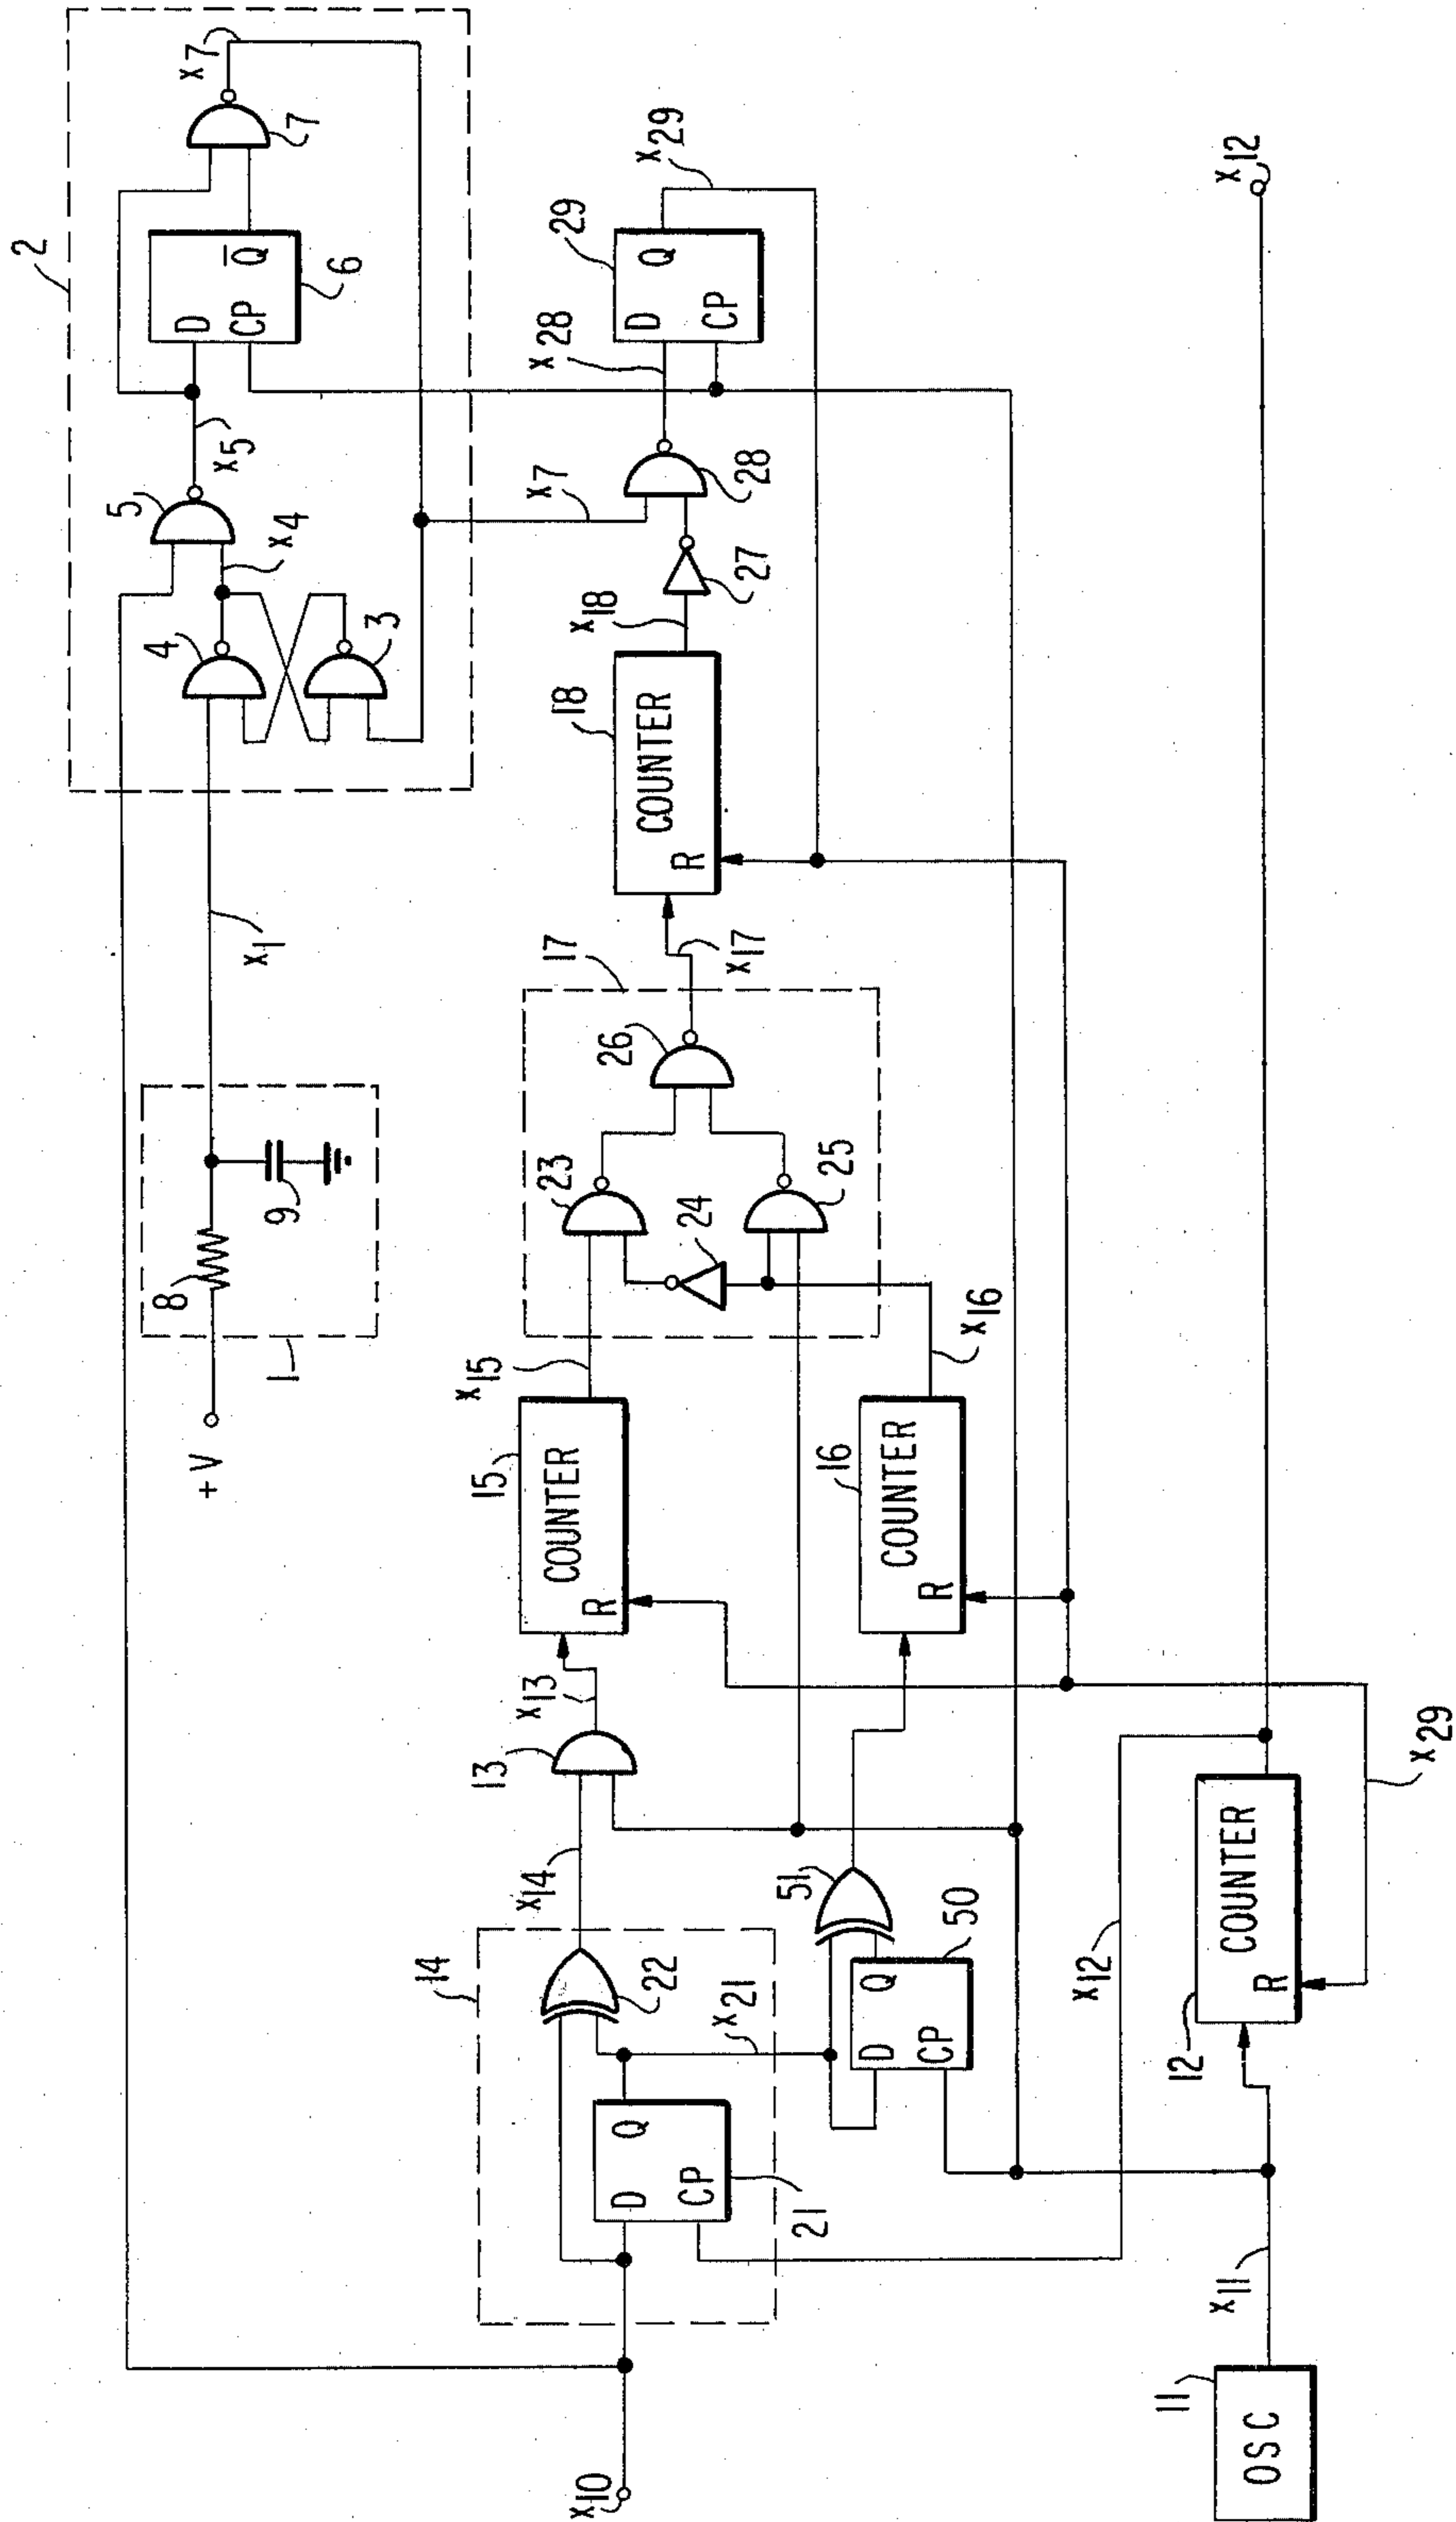 2
x7
7
Q̅
6
D
CP
x5
5
x4
4
3
x1
1
8
9
+V
x29
29
Q
D
CP
x28
28
x7
27
x18
18
COUNTER
R
x17
17
26
23
25
24
x15
x16
15
COUNTER
R
16
COUNTER
R
x13
13
x14
14
22
x21
Q
D
CP
21
51
50
Q
D
CP
x10
x12
x12
12
COUNTER
R
x29
x11
11
OSC